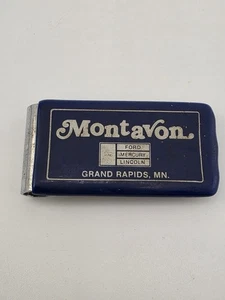 Montavon
FORD
MERCURY
LINCOLN
GRAND RAPIDS, MN.